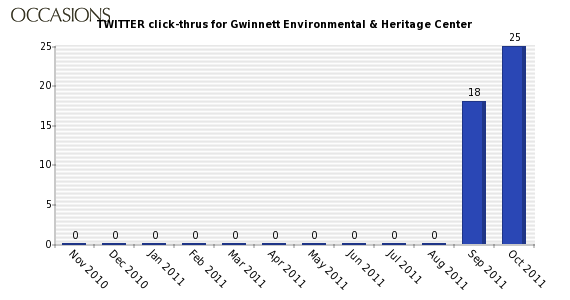 OCCASIONS
TWITTER click-thrus for Gwinnett Environmental & Heritage Center
25
20
15
10
5
0
0 0 0 0 0 0 0 0 0 0 18 25
Nov 2010 Dec 2010 Jan 2011 Feb 2011 Mar 2011 Apr 2011 May 2011 Jun 2011 Jul 2011 Aug 2011 Sep 2011 Oct 2011